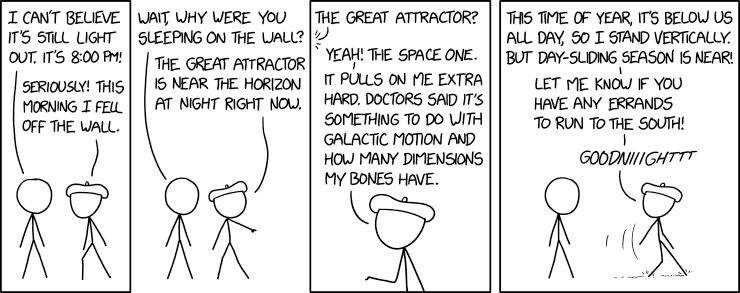 I CAN'T BELIEVE
IT'S STILL LIGHT
OUT. IT'S 8:00 PM!
SERIOUSLY! THIS
MORNING I FELL
OFF THE WALL.
WAIT, WHY WERE YOU
SLEEPING ON THE WALL?
THE GREAT ATTRACTOR
IS NEAR THE HORIZON
AT NIGHT RIGHT NOW.
THE GREAT ATTRACTOR?
YEAH! THE SPACE ONE.
IT PULLS ON ME EXTRA
HARD. DOCTORS SAID IT'S
SOMETHING TO DO WITH
GALACTIC MOTION AND
HOW MANY DIMENSIONS
MY BONES HAVE.
THIS TIME OF YEAR, IT'S BELOW US
ALL DAY, SO I STAND VERTICALLY.
BUT DAY-SLIDING SEASON IS NEAR!
LET ME KNOW IF YOU
HAVE ANY ERRANDS
TO RUN TO THE SOUTH!
GOODNIIIGHTTT